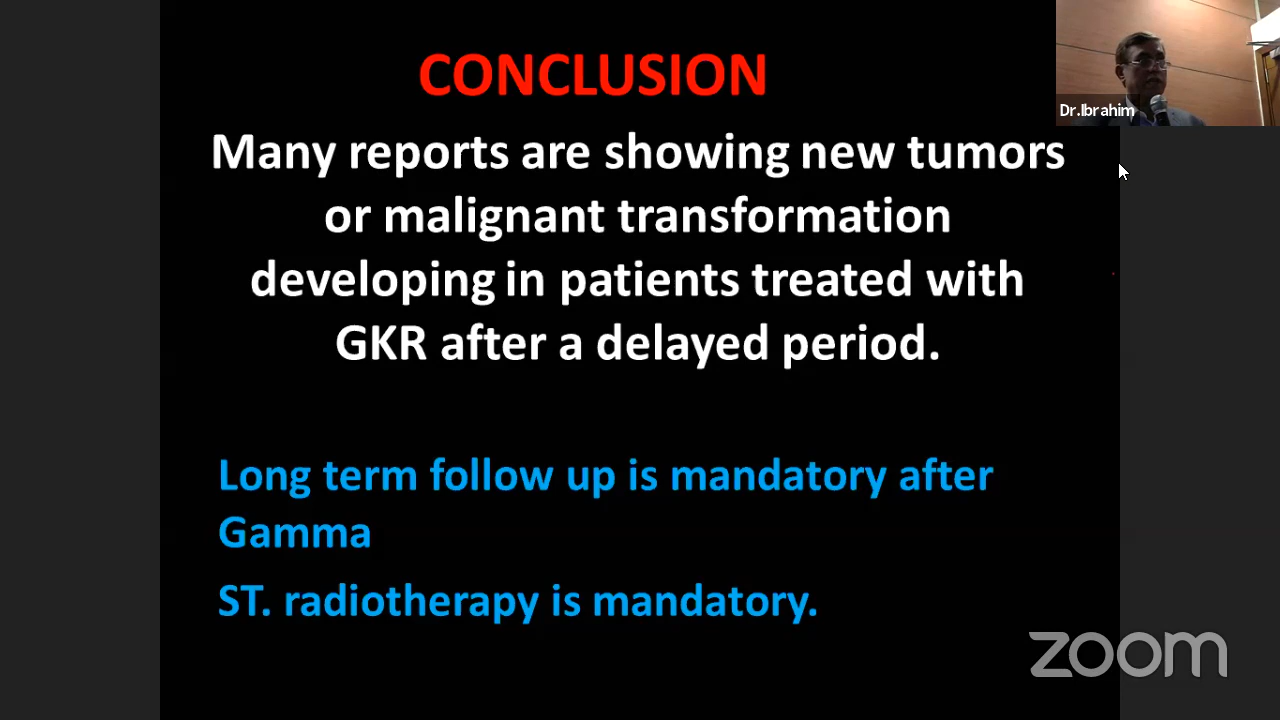 CONCLUSION
Dr.Ibrahim
Many reports are showing new tumors
or malignant transformation
developing in patients treated with
GKR after a delayed period.
Long term follow up is mandatory after
Gamma
ST. radiotherapy is mandatory.
zoom